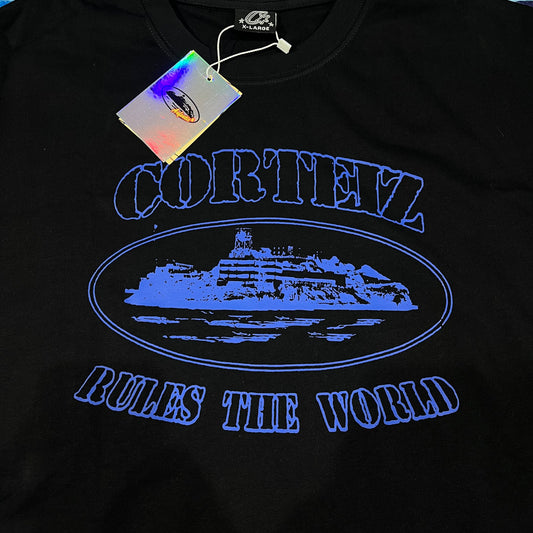 X-LARGE
CORTEIZ
RULES THE WORLD